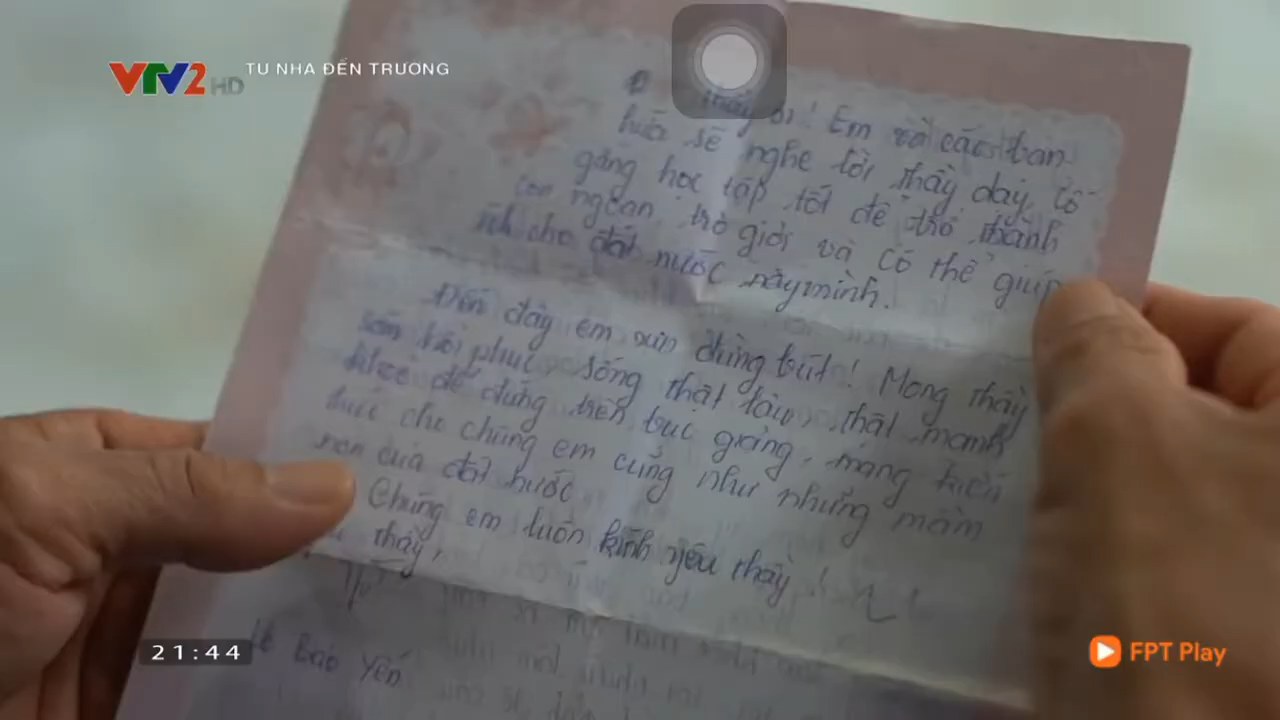 VTV2 HD
TU NHA ĐẾN TRUONG
thầy ơi! Em và các bạn
hứa sẽ nghe lời thầy dạy, cố
gắng học tập tốt để trở thành
con ngoan, trò giỏi và có thể giúp
ích cho đất nước này mình.
Đến đây em xin dừng bút! Mong thầy
sớm hồi phục, sống thật lâu, thật mạnh
khoẻ để đứng trên bục giảng, mang kiến
thức cho chúng em cũng như những mầm
non của đất nước.
Chúng em luôn kính yêu thầy!
thầy,
Bảo Yến
21:44
FPT Play